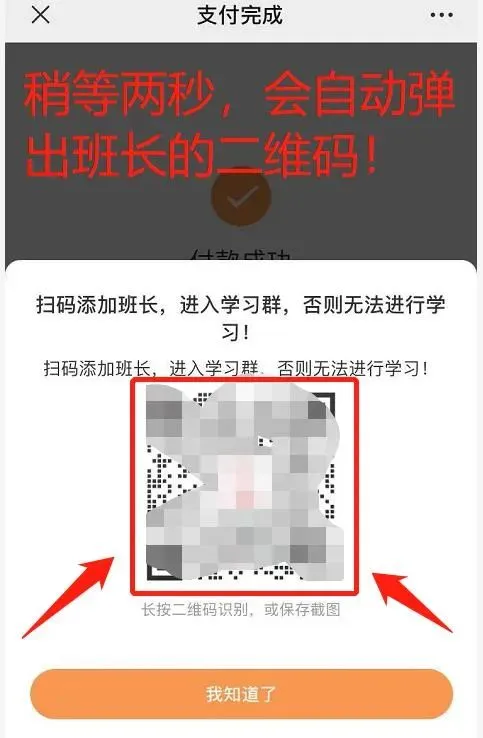 支付完成
稍等两秒，会自动弹
出班长的二维码！
付款成功
扫码添加班长，进入学习群，否则无法进行学
习！
扫码添加班长，进入学习群，否则无法进行学习！
长按二维码识别，或保存截图
我知道了